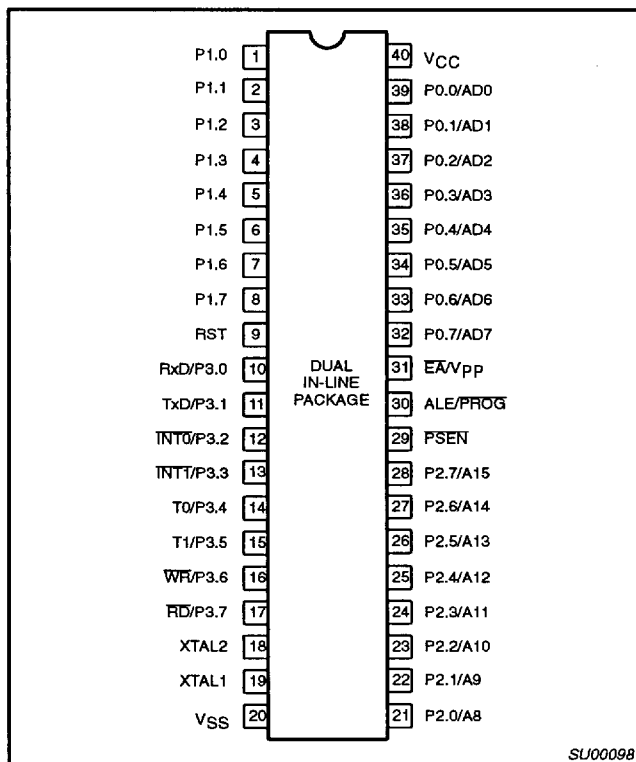 P1.0 1 40 VCC
P1.1 2 39 P0.0/AD0
P1.2 3 38 P0.1/AD1
P1.3 4 37 P0.2/AD2
P1.4 5 36 P0.3/AD3
P1.5 6 35 P0.4/AD4
P1.6 7 34 P0.5/AD5
P1.7 8 33 P0.6/AD6
RST 9 32 P0.7/AD7
RxD/P3.0 10 31 E̅A̅/VPP
TxD/P3.1 11 30 ALE/P̅R̅O̅G̅
I̅N̅T̅0̅/P3.2 12 29 P̅S̅E̅N̅
I̅N̅T̅1̅/P3.3 13 28 P2.7/A15
T0/P3.4 14 27 P2.6/A14
T1/P3.5 15 26 P2.5/A13
W̅R̅/P3.6 16 25 P2.4/A12
R̅D̅/P3.7 17 24 P2.3/A11
XTAL2 18 23 P2.2/A10
XTAL1 19 22 P2.1/A9
VSS 20 21 P2.0/A8
DUAL
IN-LINE
PACKAGE
SU00098